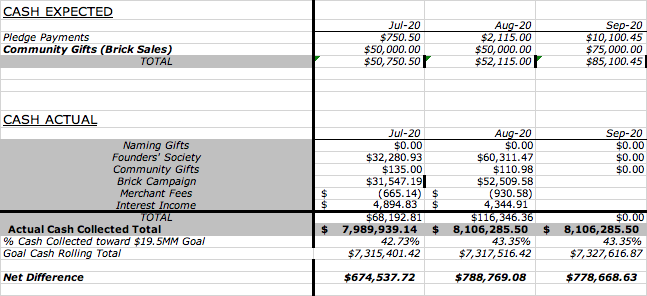 CASH EXPECTED
Jul-20 Aug-20 Sep-20
Pledge Payments $750.50 $2,115.00 $10,100.45
Community Gifts (Brick Sales) $50,000.00 $50,000.00 $75,000.00
TOTAL $50,750.50 $52,115.00 $85,100.45
CASH ACTUAL
Jul-20 Aug-20 Sep-20
Naming Gifts $0.00 $0.00 $0.00
Founders' Society $32,280.93 $60,311.47 $0.00
Community Gifts $135.00 $110.98 $0.00
Brick Campaign $31,547.19 $52,509.58
Merchant Fees $ (665.14) $ (930.58)
Interest Income $ 4,894.83 $ 4,344.91
TOTAL $68,192.81 $116,346.36 $0.00
Actual Cash Collected Total $ 7,989,939.14 $ 8,106,285.50 $ 8,106,285.50
% Cash Collected toward $19.5MM Goal 42.73% 43.35% 43.35%
Goal Cash Rolling Total $7,315,401.42 $7,317,516.42 $7,327,616.87
Net Difference $674,537.72 $788,769.08 $778,668.63